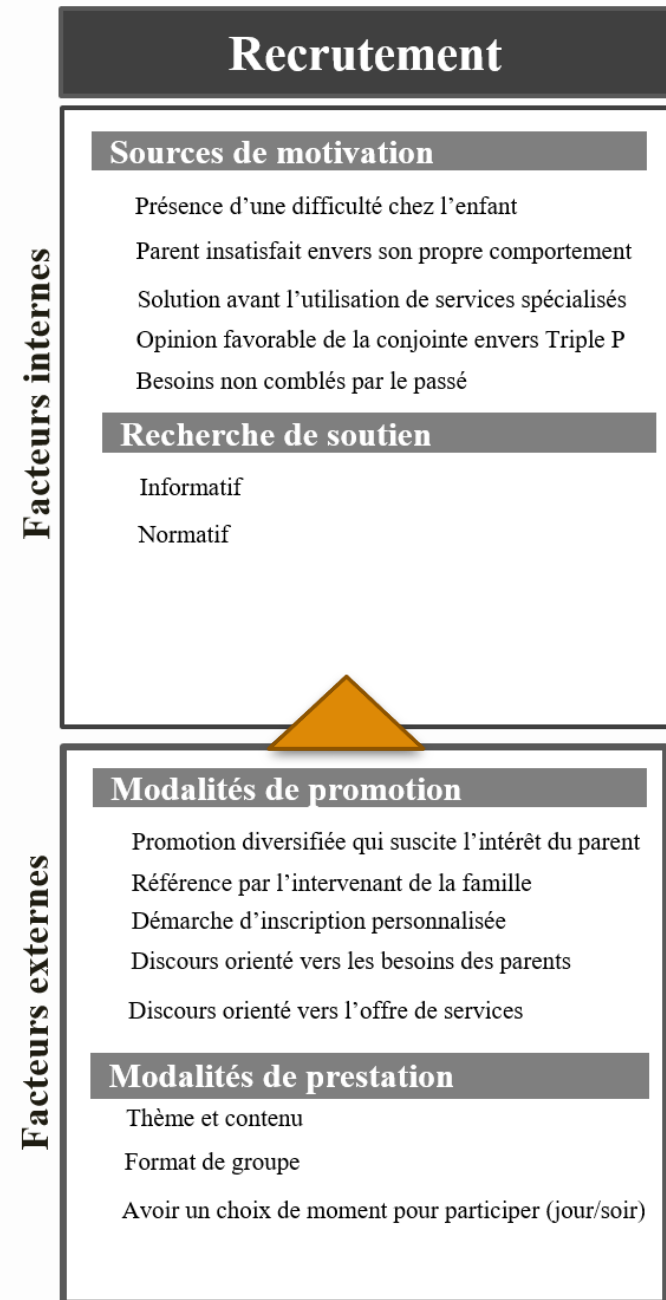 Recrutement
Facteurs internes
Sources de motivation
Présence d’une difficulté chez l’enfant
Parent insatisfait envers son propre comportement
Solution avant l’utilisation de services spécialisés
Opinion favorable de la conjointe envers Triple P
Besoins non comblés par le passé
Recherche de soutien
Informatif
Normatif
Facteurs externes
Modalités de promotion
Promotion diversifiée qui suscite l’intérêt du parent
Référence par l’intervenant de la famille
Démarche d’inscription personnalisée
Discours orienté vers les besoins des parents
Discours orienté vers l’offre de services
Modalités de prestation
Thème et contenu
Format de groupe
Avoir un choix de moment pour participer (jour/soir)